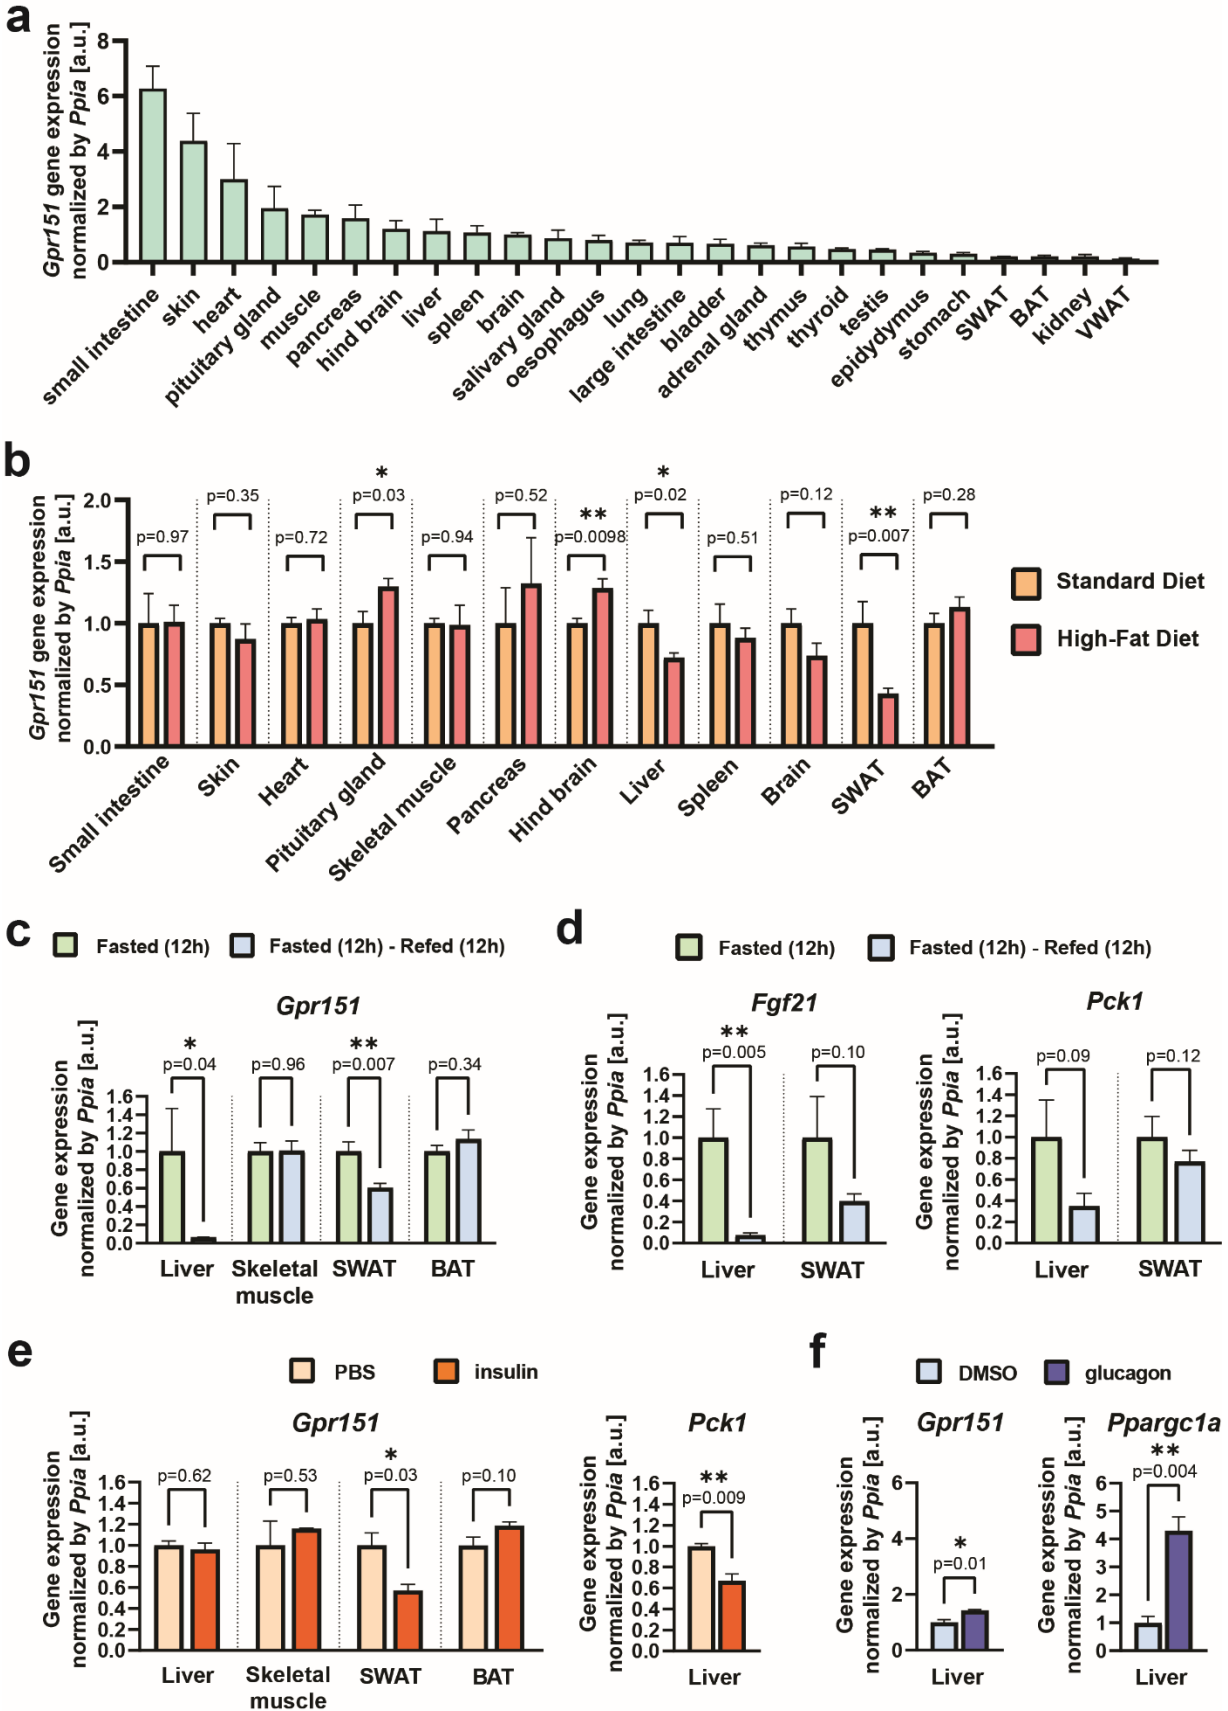 a
Gpr151 gene expression
normalized by Ppia [a.u.]
8
6
4
2
0
small intestine
skin
heart
pituitary gland
muscle
pancreas
hind brain
liver
spleen
brain
salivary gland
oesophagus
lung
large intestine
bladder
adrenal gland
thymus
thyroid
testis
epidydymus
stomach
SWAT
BAT
kidney
VWAT
b
Gpr151 gene expression
normalized by Ppia [a.u.]
2.0
1.5
1.0
0.5
0.0
p=0.97
p=0.35
p=0.72
*
p=0.03
p=0.94
p=0.52
**
p=0.0098
*
p=0.02
p=0.51
p=0.12
**
p=0.007
p=0.28
Small intestine
Skin
Heart
Pituitary gland
Skeletal muscle
Pancreas
Hind brain
Liver
Spleen
Brain
SWAT
BAT
Standard Diet
High-Fat Diet
c
Fasted (12h)
Fasted (12h) - Refed (12h)
Gpr151
Gene expression
normalized by Ppia [a.u.]
1.6
1.4
1.2
1.0
0.8
0.6
0.4
0.2
0.0
*
p=0.04
p=0.96
**
p=0.007
p=0.34
Liver
Skeletal
muscle
SWAT
BAT
d
Fasted (12h)
Fasted (12h) - Refed (12h)
Fgf21
Gene expression
normalized by Ppia [a.u.]
1.6
1.4
1.2
1.0
0.8
0.6
0.4
0.2
0.0
**
p=0.005
p=0.10
Liver
SWAT
Pck1
Gene expression
normalized by Ppia [a.u.]
1.6
1.4
1.2
1.0
0.8
0.6
0.4
0.2
0.0
p=0.09
p=0.12
Liver
SWAT
e
PBS
insulin
Gpr151
Gene expression
normalized by Ppia [a.u.]
1.6
1.4
1.2
1.0
0.8
0.6
0.4
0.2
0.0
p=0.62
p=0.53
*
p=0.03
p=0.10
Liver
Skeletal
muscle
SWAT
BAT
Pck1
Gene expression
normalized by Ppia [a.u.]
1.6
1.4
1.2
1.0
0.8
0.6
0.4
0.2
0.0
**
p=0.009
Liver
f
DMSO
glucagon
Gpr151
Gene expression
normalized by Ppia [a.u.]
6
4
2
0
*
p=0.01
Liver
Ppargc1a
Gene expression
normalized by Ppia [a.u.]
6
5
4
3
2
1
0
**
p=0.004
Liver